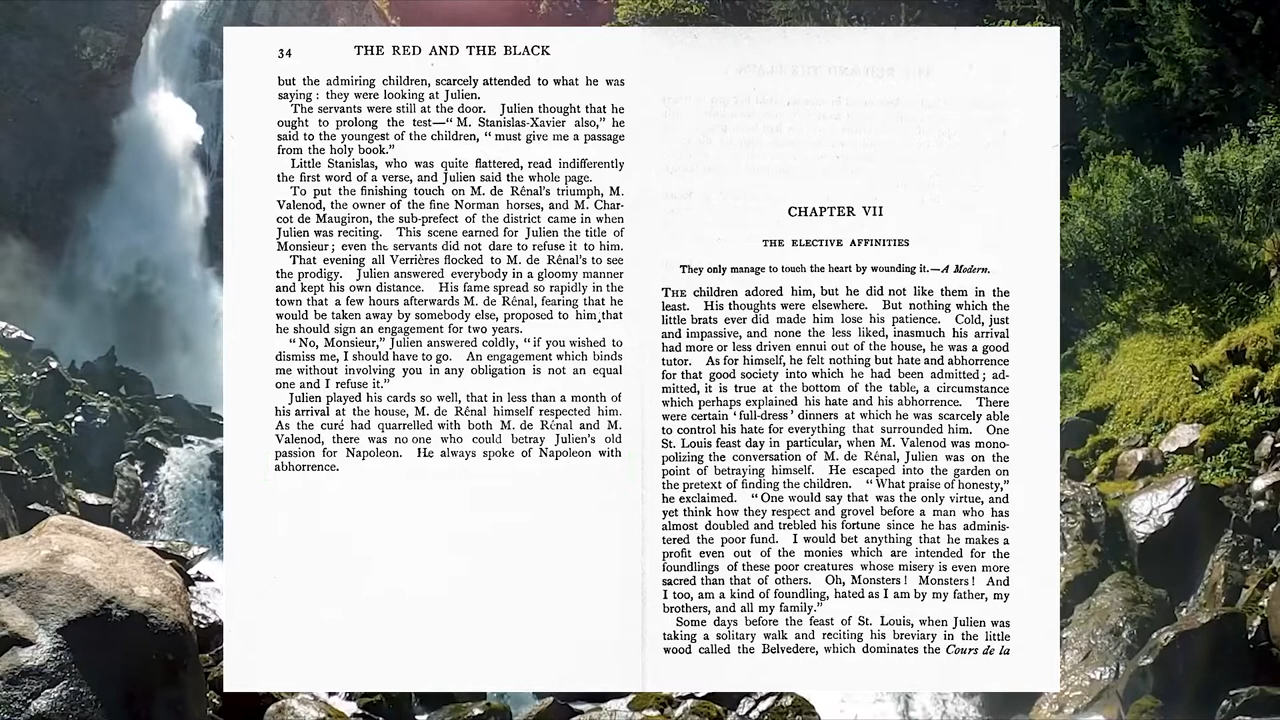 34
THE RED AND THE BLACK
but the admiring children, scarcely attended to what he was
saying : they were looking at Julien.
The servants were still at the door. Julien thought that he
ought to prolong the test—“ M. Stanislas-Xavier also,” he
said to the youngest of the children, “ must give me a passage
from the holy book.”
Little Stanislas, who was quite flattered, read indifferently
the first word of a verse, and Julien said the whole page.
To put the finishing touch on M. de Rênal’s triumph, M.
Valenod, the owner of the fine Norman horses, and M. Char-
cot de Maugiron, the sub-prefect of the district came in when
Julien was reciting. This scene earned for Julien the title of
Monsieur ; even the servants did not dare to refuse it to him.
That evening all Verrières flocked to M. de Rênal’s to see
the prodigy. Julien answered everybody in a gloomy manner
and kept his own distance. His fame spread so rapidly in the
town that a few hours afterwards M. de Rênal, fearing that he
would be taken away by somebody else, proposed to him that
he should sign an engagement for two years.
“ No, Monsieur,” Julien answered coldly, “ if you wished to
dismiss me, I should have to go. An engagement which binds
me without involving you in any obligation is not an equal
one and I refuse it.”
Julien played his cards so well, that in less than a month of
his arrival at the house, M. de Rênal himself respected him.
As the curé had quarrelled with both M. de Rênal and M.
Valenod, there was no one who could betray Julien’s old
passion for Napoleon. He always spoke of Napoleon with
abhorrence.
CHAPTER VII
THE ELECTIVE AFFINITIES
They only manage to touch the heart by wounding it.—A Modern.
THE children adored him, but he did not like them in the
least. His thoughts were elsewhere. But nothing which the
little brats ever did made him lose his patience. Cold, just
and impassive, and none the less liked, inasmuch his arrival
had more or less driven ennui out of the house, he was a good
tutor. As for himself, he felt nothing but hate and abhorrence
for that good society into which he had been admitted ; ad-
mitted, it is true at the bottom of the table, a circumstance
which perhaps explained his hate and his abhorrence. There
were certain ‘ full-dress ’ dinners at which he was scarcely able
to control his hate for everything that surrounded him. One
St. Louis feast day in particular, when M. Valenod was mono-
polizing the conversation of M. de Rênal, Julien was on the
point of betraying himself. He escaped into the garden on
the pretext of finding the children. “ What praise of honesty,”
he exclaimed. “ One would say that was the only virtue, and
yet think how they respect and grovel before a man who has
almost doubled and trebled his fortune since he has adminis-
tered the poor fund. I would bet anything that he makes a
profit even out of the monies which are intended for the
foundlings of these poor creatures whose misery is even more
sacred than that of others. Oh, Monsters ! Monsters ! And
I too, am a kind of foundling, hated as I am by my father, my
brothers, and all my family.”
Some days before the feast of St. Louis, when Julien was
taking a solitary walk and reciting his breviary in the little
wood called the Belvedere, which dominates the Cours de la